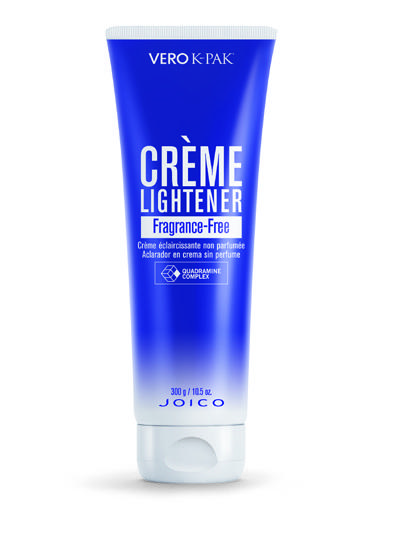 VERO K-PAK™
CRÈME
LIGHTENER
Fragrance-Free
Crème éclaircissante non parfumée
Aclarador en crema sin perfume
QUADRAMINE
COMPLEX
300 g / 10.5 oz.
JOICO